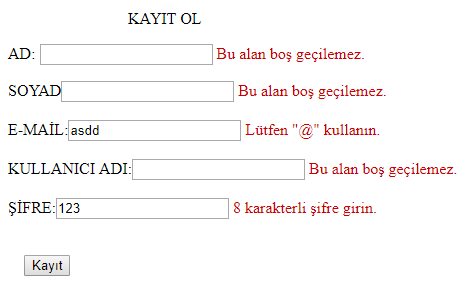 KAYIT OL
AD: Bu alan boş geçilemez.
SOYAD Bu alan boş geçilemez.
E-MAİL: asdd Lütfen "@" kullanın.
KULLANICI ADI: Bu alan boş geçilemez.
ŞİFRE: 123 8 karakterli şifre girin.
Kayıt